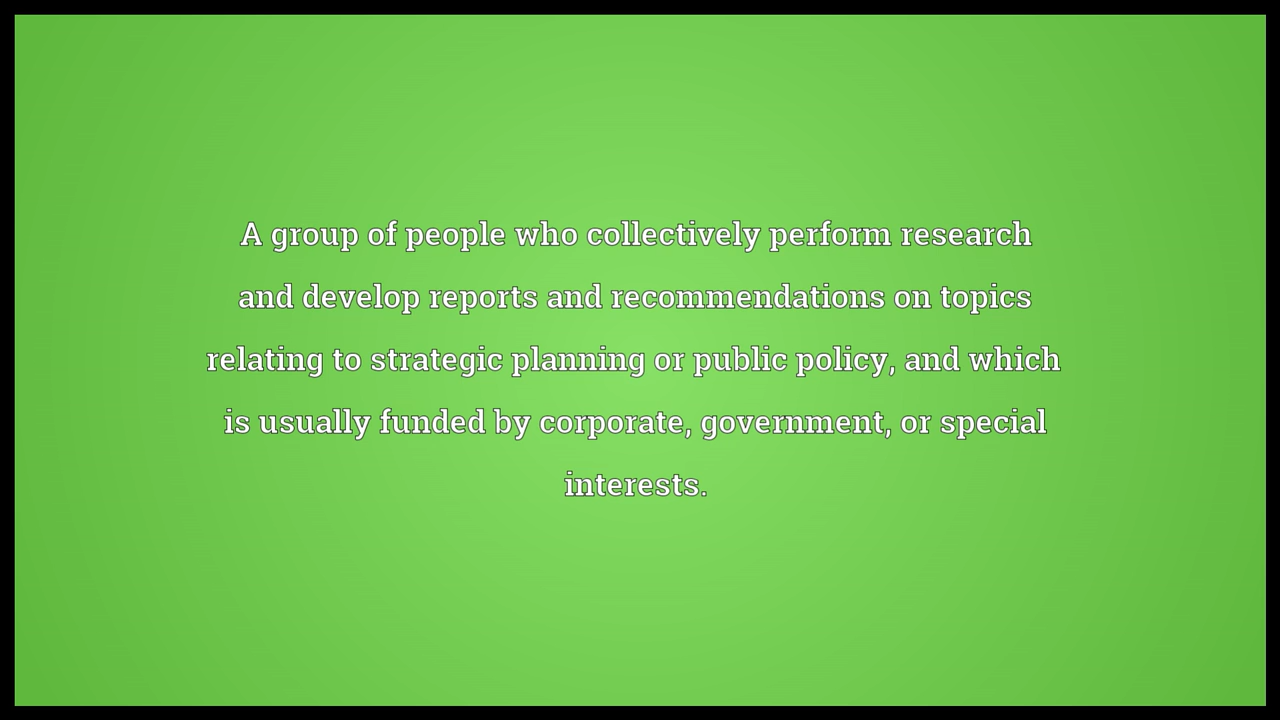 A group of people who collectively perform research
and develop reports and recommendations on topics
relating to strategic planning or public policy, and which
is usually funded by corporate, government, or special
interests.